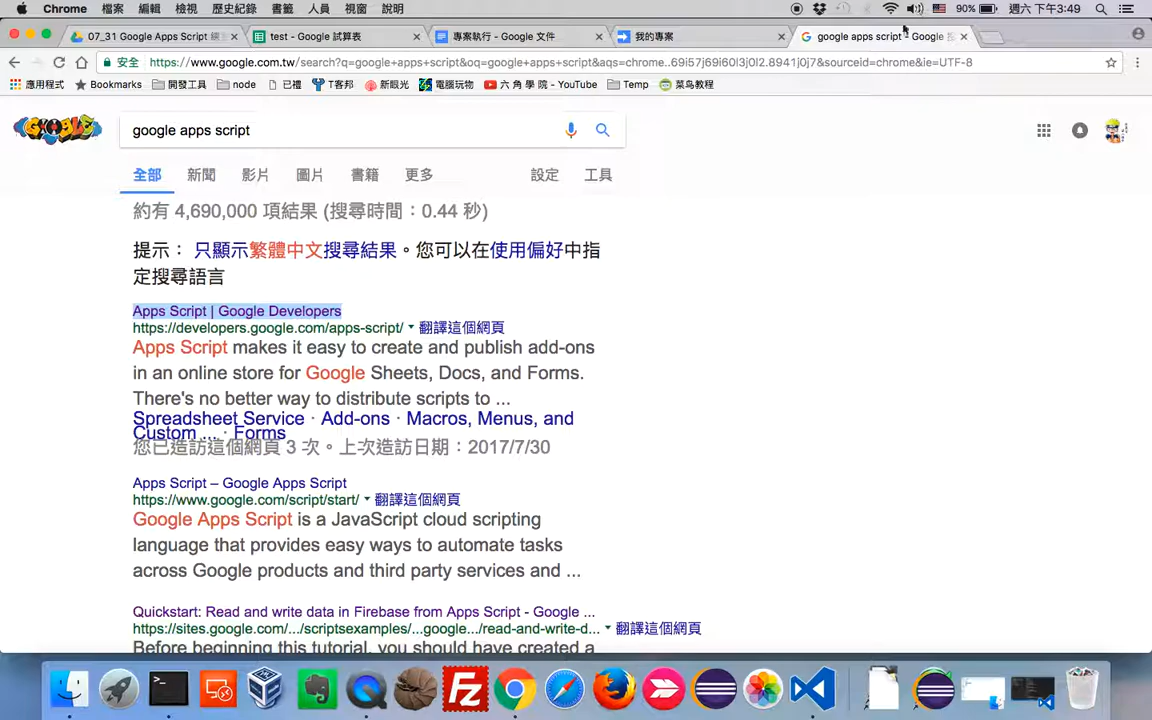 Chrome 檔案 編輯 檢視 歷史紀錄 書籤 人員 視窗 說明 90% 週六 下午3:49
07_31 Google Apps Script 線 test - Google 試算表 專案執行 - Google 文件 我的專案 google apps script - Google 搜
安全 https://www.google.com.tw/search?q=google+apps+script&oq=google+apps+script&aqs=chrome..69i57j69i60l3j0l2.8941j0j7&sourceid=chrome&ie=UTF-8
應用程式 Bookmarks 開發工具 node 已禮 T客邦 新眼光 電腦玩物 六 角 學 院 - YouTube Temp 菜鸟教程
google apps script
全部 新聞 影片 圖片 書籍 更多 設定 工具
約有 4,690,000 項結果 (搜尋時間：0.44 秒)
提示： 只顯示繁體中文搜尋結果。您可以在使用偏好中指
定搜尋語言
Apps Script | Google Developers
https://developers.google.com/apps-script/ 翻譯這個網頁
Apps Script makes it easy to create and publish add-ons
in an online store for Google Sheets, Docs, and Forms.
There's no better way to distribute scripts to ...
Spreadsheet Service · Add-ons · Macros, Menus, and
Custom ... · Forms
您已造訪這個網頁 3 次。上次造訪日期：2017/7/30
Apps Script – Google Apps Script
https://www.google.com/script/start/ 翻譯這個網頁
Google Apps Script is a JavaScript cloud scripting
language that provides easy ways to automate tasks
across Google products and third party services and ...
Quickstart: Read and write data in Firebase from Apps Script - Google ...
https://sites.google.com/.../scriptsexamples/...google.../read-and-write-d... 翻譯這個網頁
Before beginning this tutorial, you should have created a